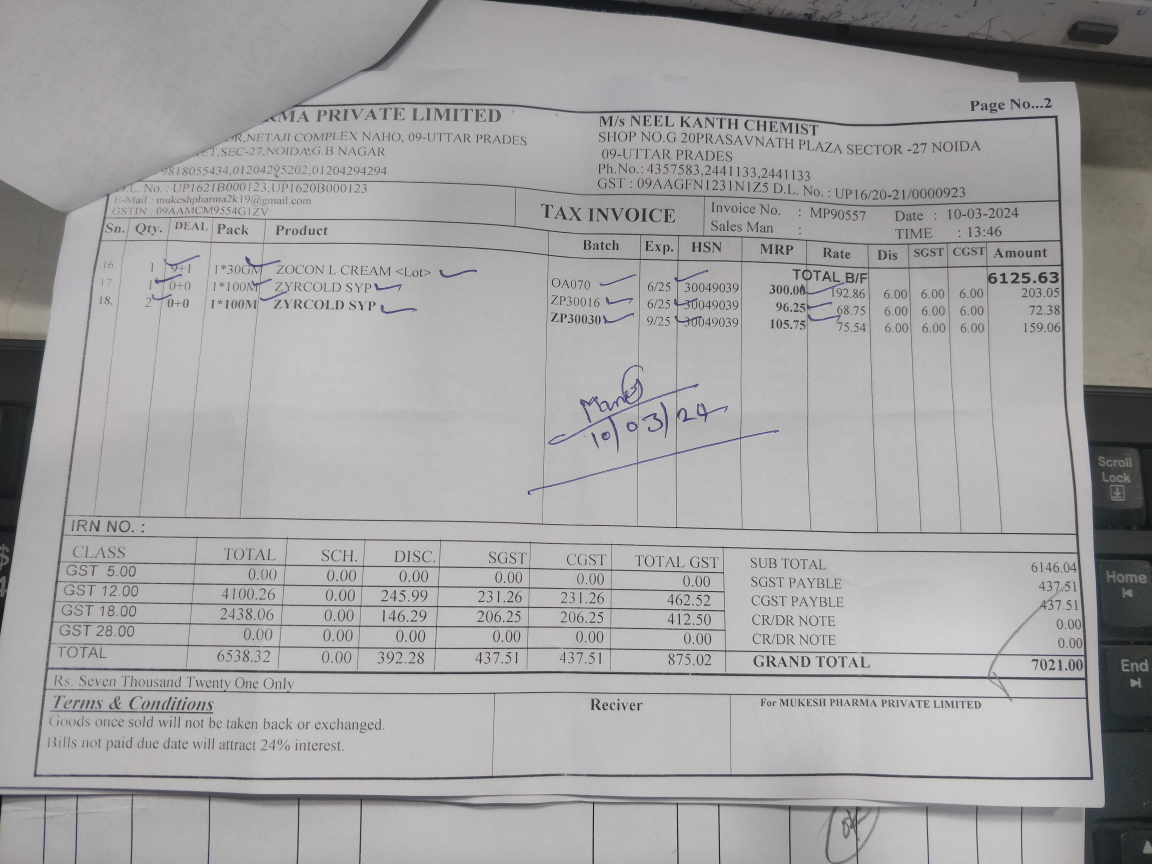 Page No...2
RMA PRIVATE LIMITED
OR,NETAJI COMPLEX NAHO, 09-UTTAR PRADES
SEC-27,NOIDA,G.B NAGAR
9818055434,01204295202,01204294294
D.L. No. : UP1621B000123,UP1620B000123
E-Mail : mukeshpharma2k19@gmail.com
GSTIN : 09AAMCM9554G1ZV
M/s NEEL KANTH CHEMIST
SHOP NO.G 20PRASAVNATH PLAZA SECTOR -27 NOIDA
09-UTTAR PRADES
Ph.No.: 4357583,2441133,2441133
GST : 09AAGFN1231N1Z5 D.L. No. : UP16/20-21/0000923
TAX INVOICE
Invoice No. : MP90557 Date : 10-03-2024
Sales Man : TIME : 13:46
Sn. Qty. DEAL Pack Product Batch Exp. HSN MRP Rate Dis SGST CGST Amount
TOTAL B/F 6125.63
16. 1 9+1 1*30GM ZOCON L CREAM <Lot> OA070 6/25 30049039 300.00 192.86 6.00 6.00 6.00 203.05
17. 1 0+0 1*100M ZYRCOLD SYP ZP30016 6/25 30049039 96.25 68.75 6.00 6.00 6.00 72.38
18. 2 0+0 1*100M ZYRCOLD SYP ZP30030 9/25 30049039 105.75 75.54 6.00 6.00 6.00 159.06
10/03/24
IRN NO. :
CLASS TOTAL SCH. DISC. SGST CGST TOTAL GST
GST 5.00 0.00 0.00 0.00 0.00 0.00 0.00
GST 12.00 4100.26 0.00 245.99 231.26 231.26 462.52
GST 18.00 2438.06 0.00 146.29 206.25 206.25 412.50
GST 28.00 0.00 0.00 0.00 0.00 0.00 0.00
TOTAL 6538.32 0.00 392.28 437.51 437.51 875.02
SUB TOTAL 6146.04
SGST PAYBLE 437.51
CGST PAYBLE 437.51
CR/DR NOTE 0.00
CR/DR NOTE 0.00
GRAND TOTAL 7021.00
Rs. Seven Thousand Twenty One Only
Terms & Conditions
Goods once sold will not be taken back or exchanged.
Bills not paid due date will attract 24% interest.
Reciver
For MUKESH PHARMA PRIVATE LIMITED
Scroll
Lock
Home
End